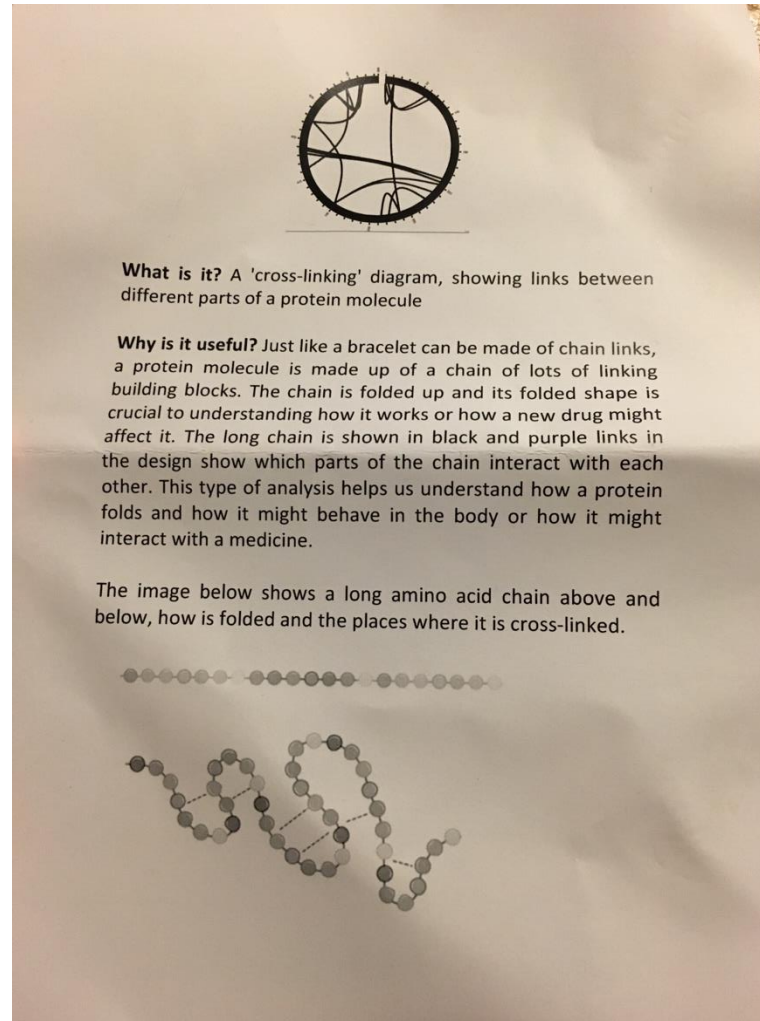 What is it? A 'cross-linking' diagram, showing links between
different parts of a protein molecule
Why is it useful? Just like a bracelet can be made of chain links,
a protein molecule is made up of a chain of lots of linking
building blocks. The chain is folded up and its folded shape is
crucial to understanding how it works or how a new drug might
affect it. The long chain is shown in black and purple links in
the design show which parts of the chain interact with each
other. This type of analysis helps us understand how a protein
folds and how it might behave in the body or how it might
interact with a medicine.
The image below shows a long amino acid chain above and
below, how is folded and the places where it is cross-linked.